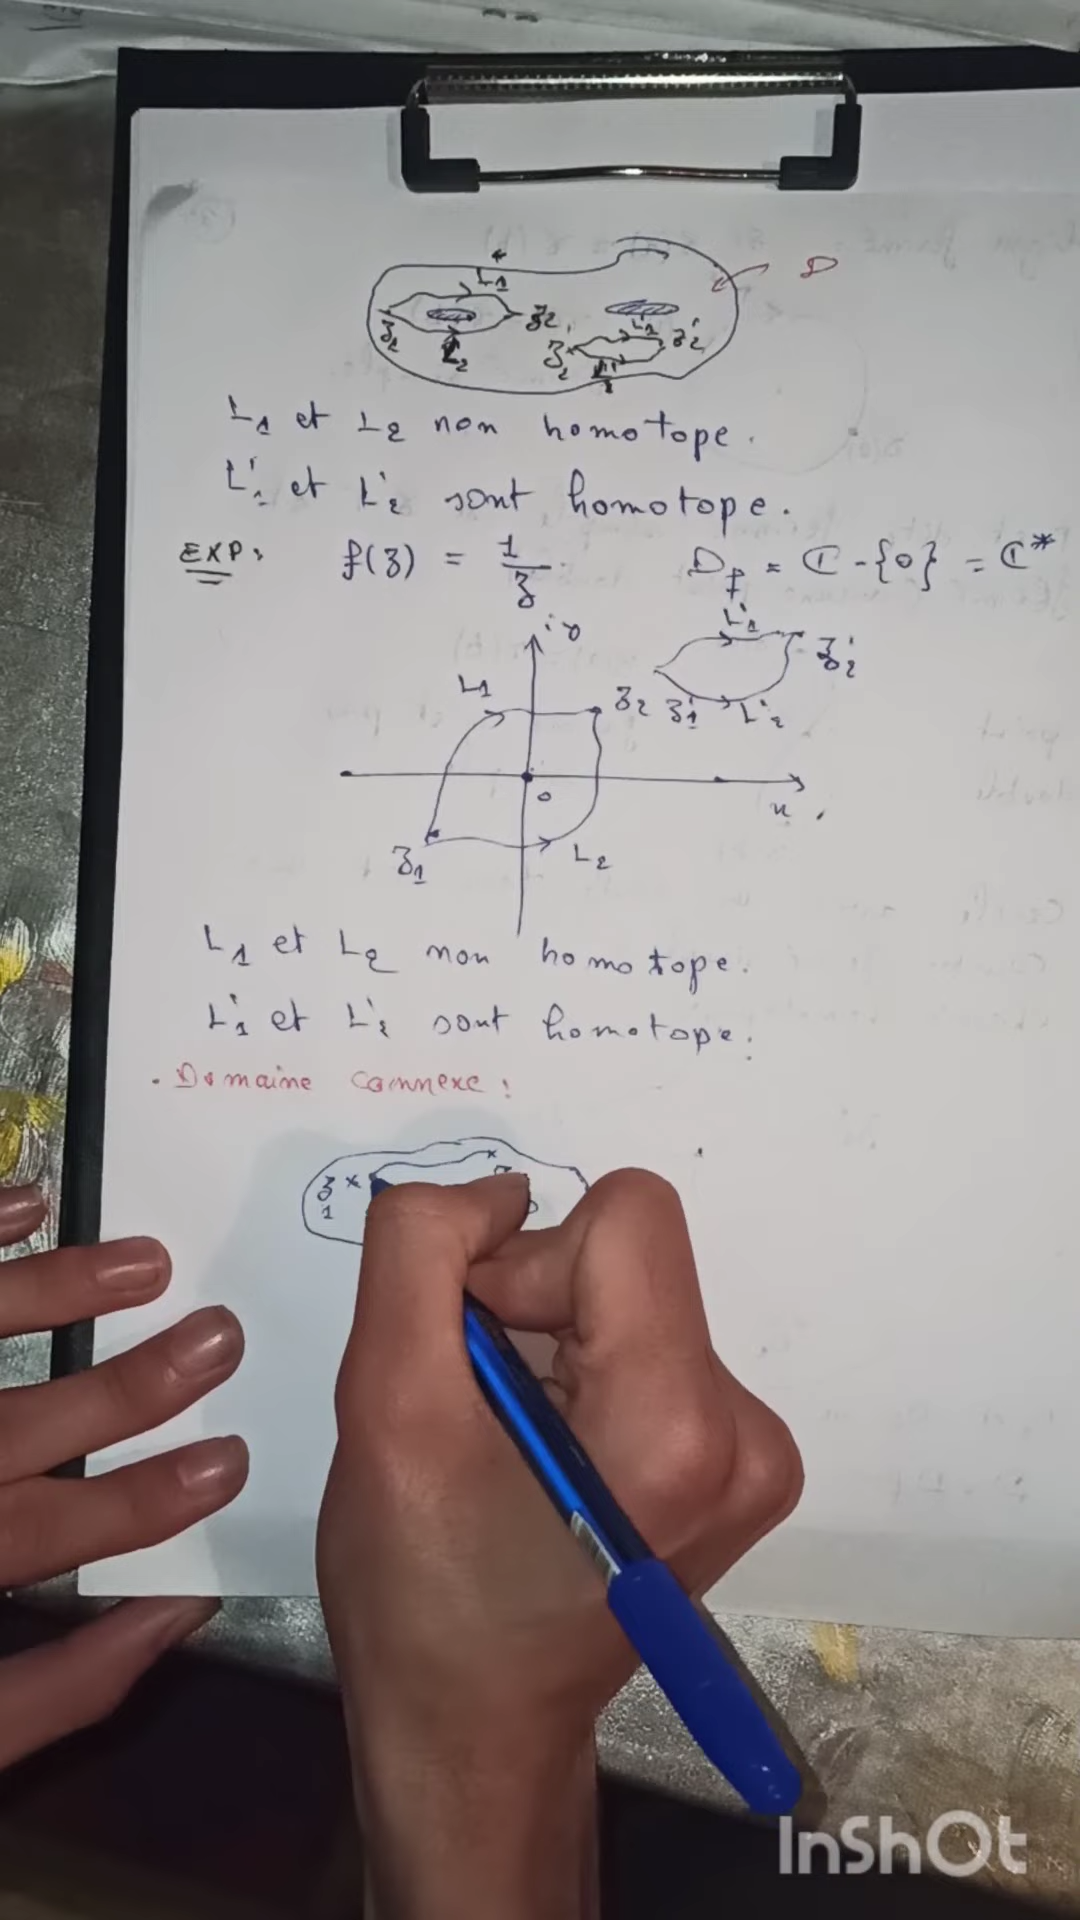 L1
D
z1
z2
L2
L'1
z'2
L1 et L2 non homotope.
L'1 et L'2 sont homotope.
EXP: f(z) = 1/z Df = ℂ-{0} = ℂ*
iy
L'1
z'2
L1
z2
z'1
L'2
0
x
z1
L2
L1 et L2 non homotope.
L'1 et L'2 sont homotope.
. Domaine connexe:
z1
InShOt